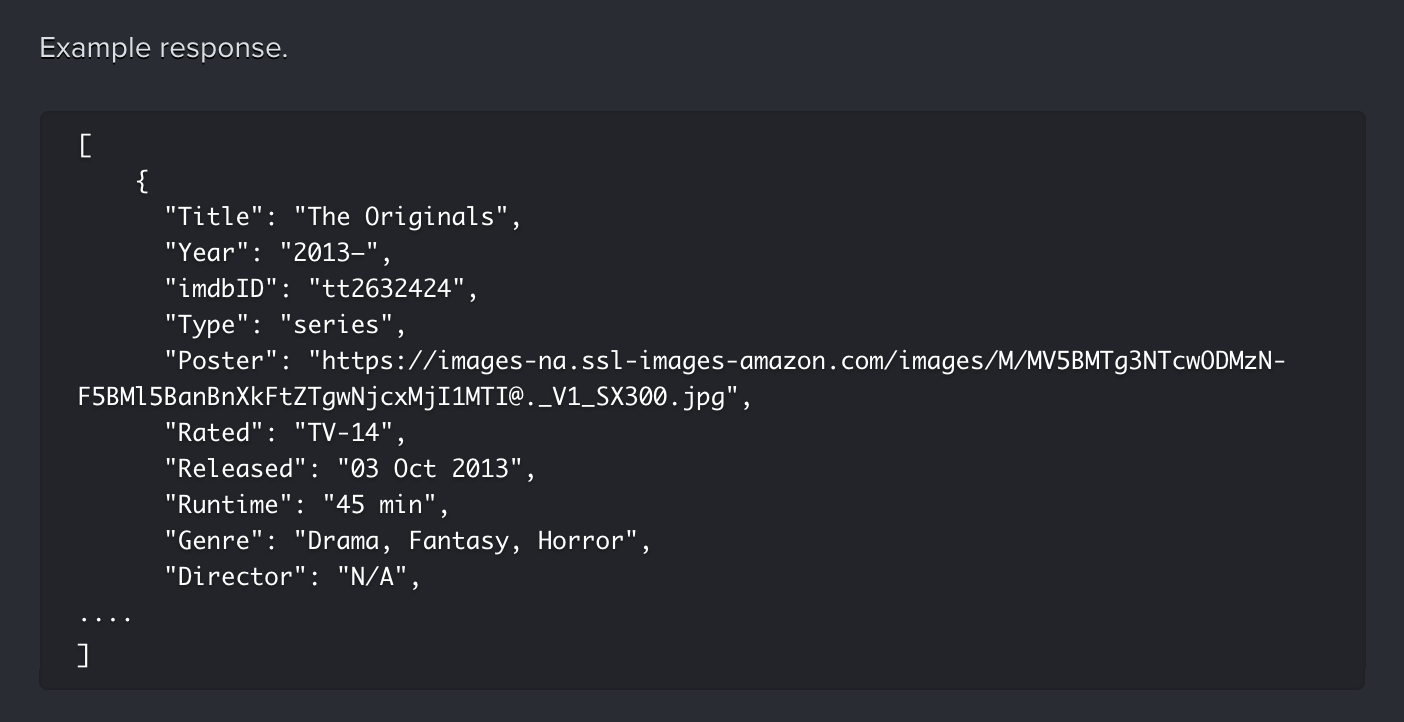 Example response.
[
    {
      "Title": "The Originals",
      "Year": "2013–",
      "imdbID": "tt2632424",
      "Type": "series",
      "Poster": "https://images-na.ssl-images-amazon.com/images/M/MV5BMTg3NTcwODMzN-
F5BMl5BanBnXkFtZTgwNjcxMjI1MTI@._V1_SX300.jpg",
      "Rated": "TV-14",
      "Released": "03 Oct 2013",
      "Runtime": "45 min",
      "Genre": "Drama, Fantasy, Horror",
      "Director": "N/A",
....
]